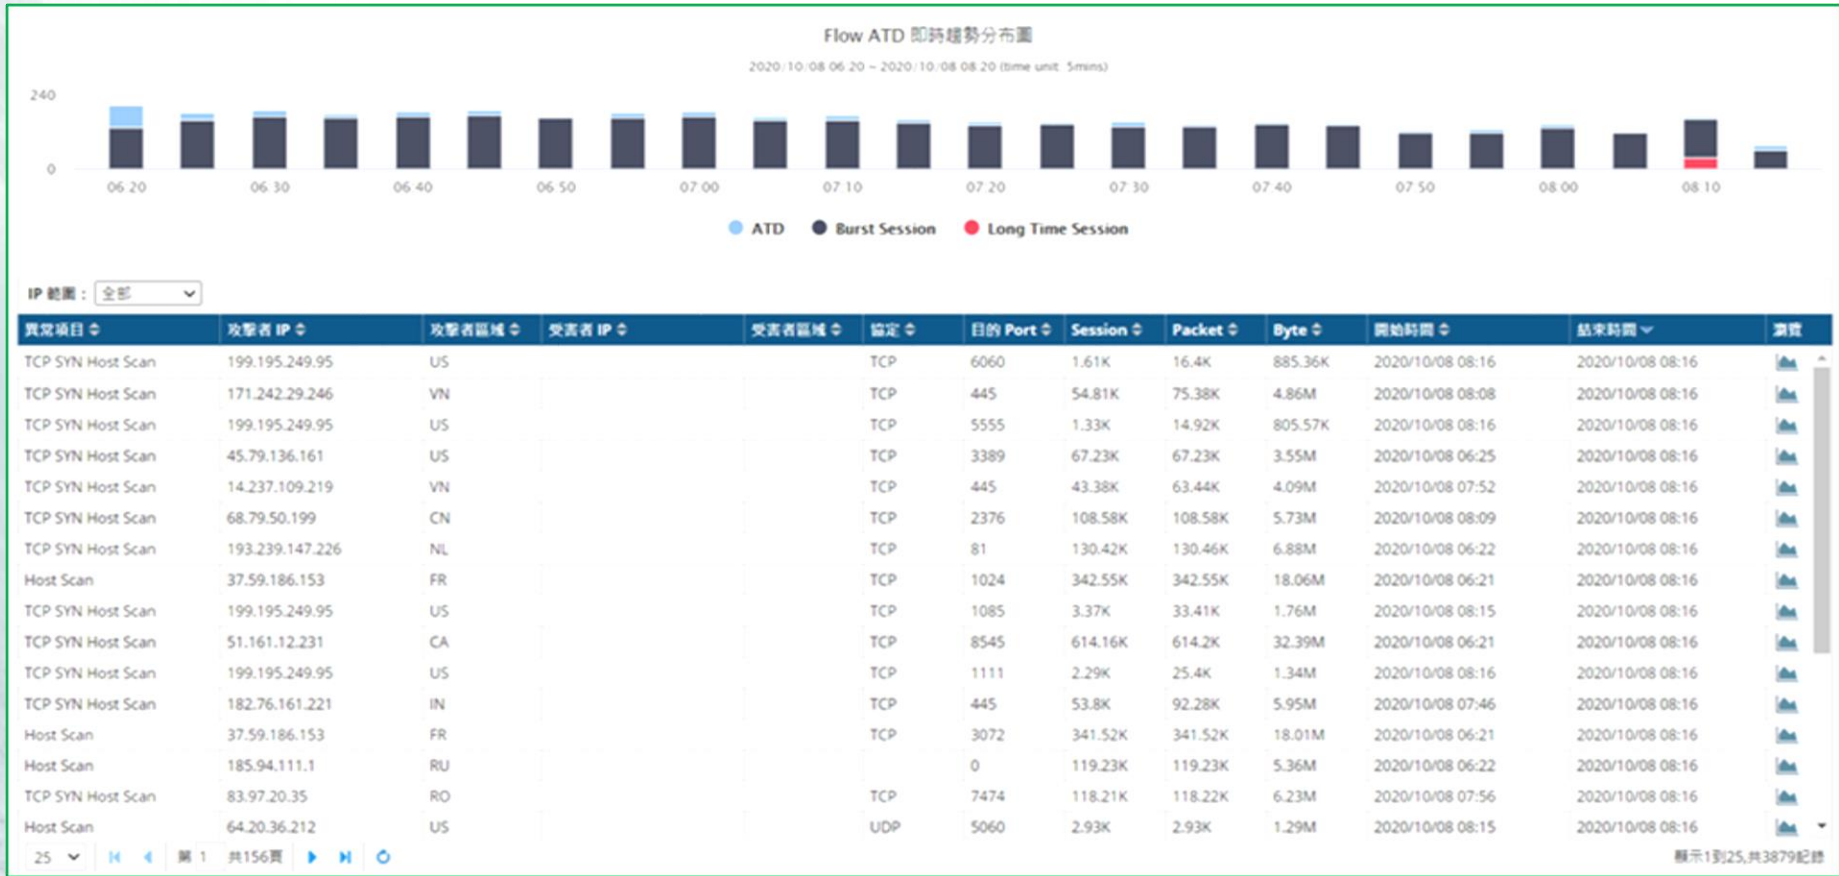 Flow ATD 即時趨勢分布圖
2020/10/08 06:20 ~ 2020/10/08 08:20 (time unit: 5mins)
240
0
06:20 06:30 06:40 06:50 07:00 07:10 07:20 07:30 07:40 07:50 08:00 08:10
ATD Burst Session Long Time Session
IP 範圍： 全部
異常項目 攻擊者 IP 攻擊者區域 受害者 IP 受害者區域 協定 目的 Port Session Packet Byte 開始時間 結束時間 瀏覽
TCP SYN Host Scan 199.195.249.95 US TCP 6060 1.61K 16.4K 885.36K 2020/10/08 08:16 2020/10/08 08:16
TCP SYN Host Scan 171.242.29.246 VN TCP 445 54.81K 75.38K 4.86M 2020/10/08 08:08 2020/10/08 08:16
TCP SYN Host Scan 199.195.249.95 US TCP 5555 1.33K 14.92K 805.57K 2020/10/08 08:16 2020/10/08 08:16
TCP SYN Host Scan 45.79.136.161 US TCP 3389 67.23K 67.23K 3.55M 2020/10/08 06:25 2020/10/08 08:16
TCP SYN Host Scan 14.237.109.219 VN TCP 445 43.38K 63.44K 4.09M 2020/10/08 07:52 2020/10/08 08:16
TCP SYN Host Scan 68.79.50.199 CN TCP 2376 108.58K 108.58K 5.73M 2020/10/08 08:09 2020/10/08 08:16
TCP SYN Host Scan 193.239.147.226 NL TCP 81 130.42K 130.46K 6.88M 2020/10/08 06:22 2020/10/08 08:16
Host Scan 37.59.186.153 FR TCP 1024 342.55K 342.55K 18.06M 2020/10/08 06:21 2020/10/08 08:16
TCP SYN Host Scan 199.195.249.95 US TCP 1085 3.37K 33.41K 1.76M 2020/10/08 08:15 2020/10/08 08:16
TCP SYN Host Scan 51.161.12.231 CA TCP 8545 614.16K 614.2K 32.39M 2020/10/08 06:21 2020/10/08 08:16
TCP SYN Host Scan 199.195.249.95 US TCP 1111 2.29K 25.4K 1.34M 2020/10/08 08:16 2020/10/08 08:16
TCP SYN Host Scan 182.76.161.221 IN TCP 445 53.8K 92.28K 5.95M 2020/10/08 07:46 2020/10/08 08:16
Host Scan 37.59.186.153 FR TCP 3072 341.52K 341.52K 18.01M 2020/10/08 06:21 2020/10/08 08:16
Host Scan 185.94.111.1 RU 0 119.23K 119.23K 5.36M 2020/10/08 06:22 2020/10/08 08:16
TCP SYN Host Scan 83.97.20.35 RO TCP 7474 118.21K 118.22K 6.23M 2020/10/08 07:56 2020/10/08 08:16
Host Scan 64.20.36.212 US UDP 5060 2.93K 2.93K 1.29M 2020/10/08 08:15 2020/10/08 08:16
25 第 1 共156頁 顯示1到25,共3879記錄